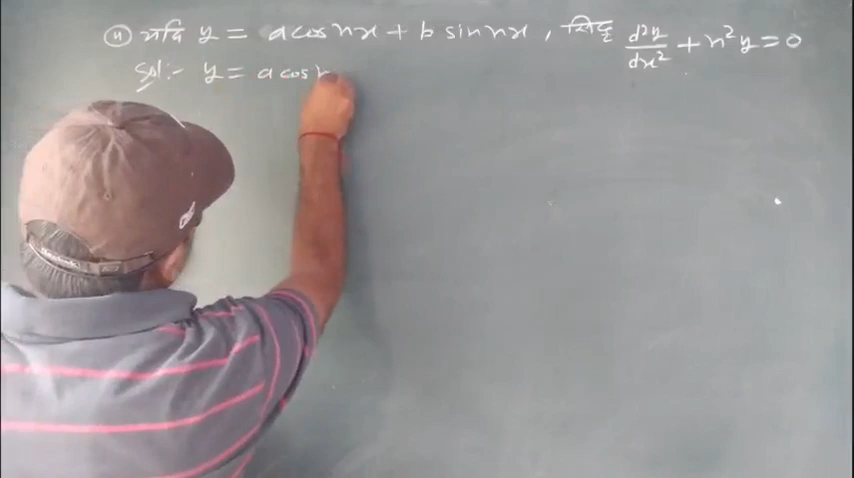 (4) यदि y = a cos nx + b sin nx , सिद्ध d²y/dx² + n²y = 0
Sol:- y = a cos n